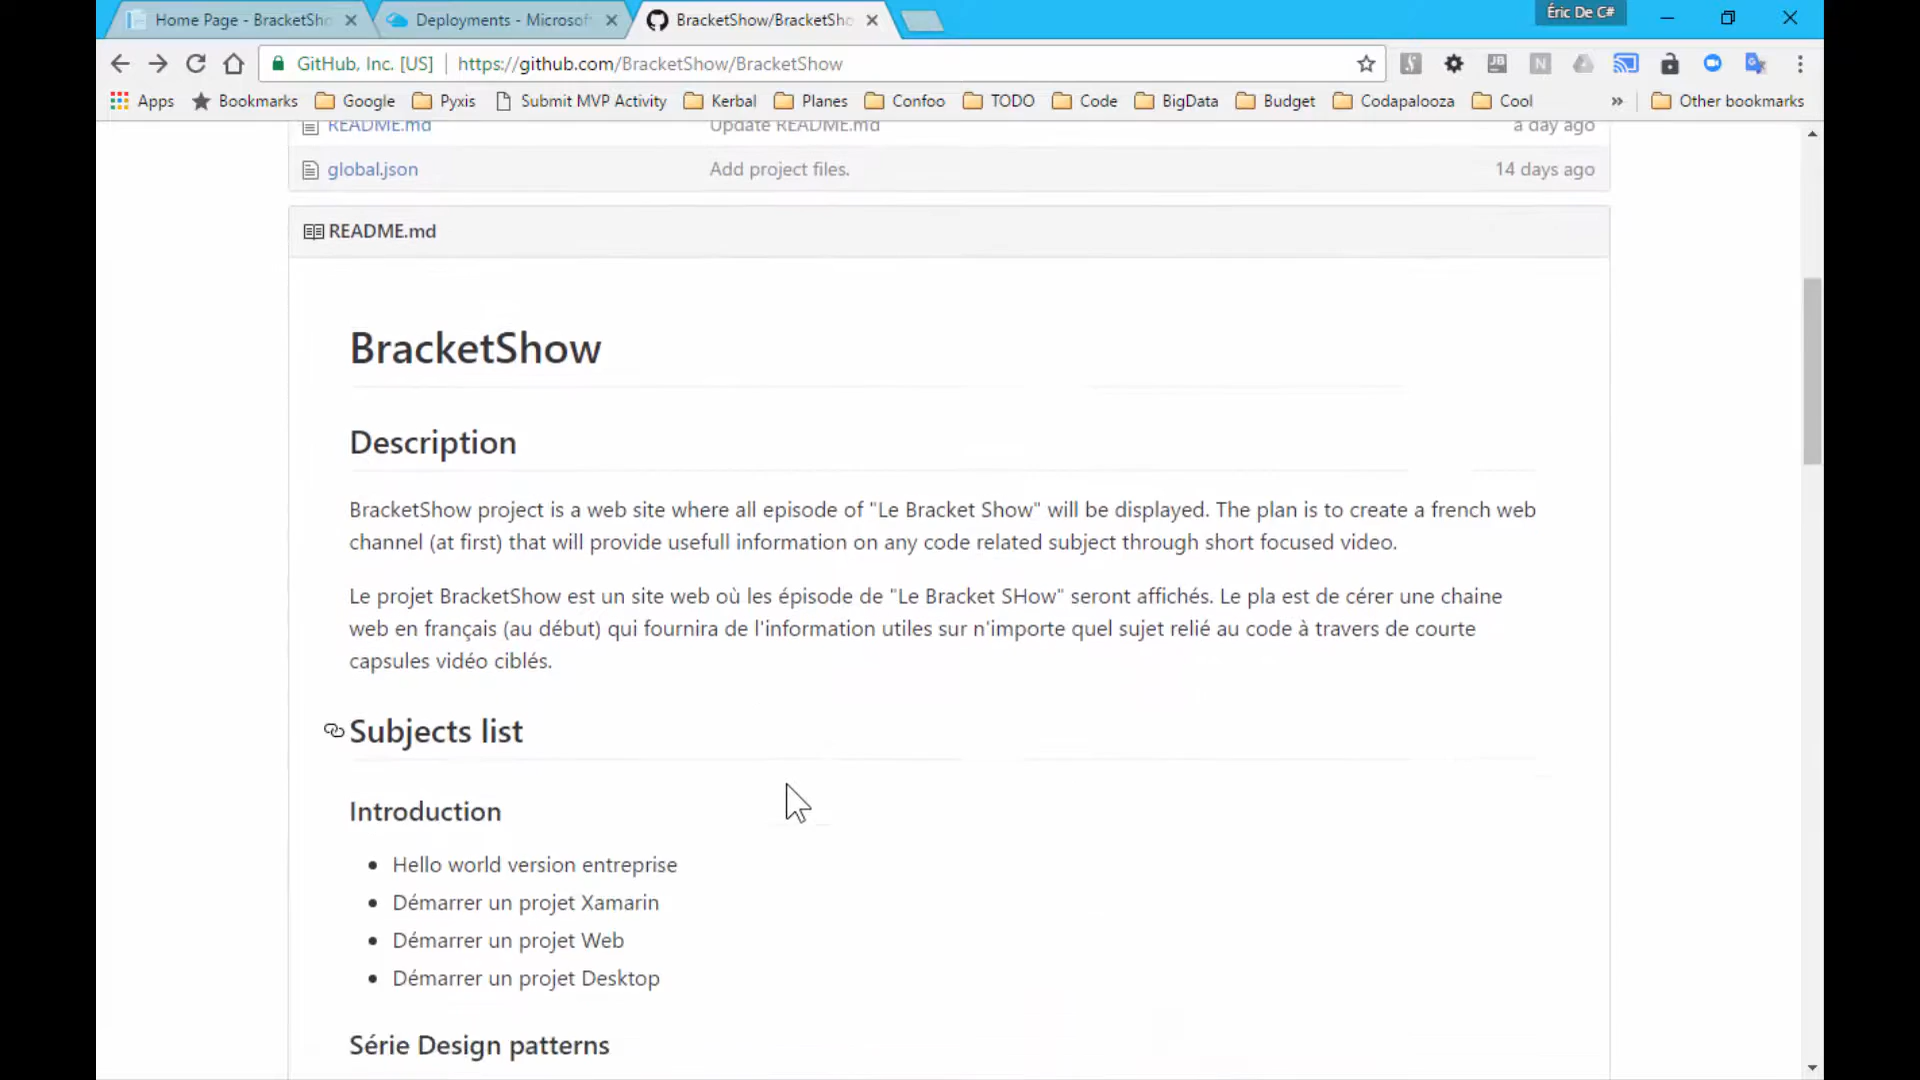 Home Page - BracketSho
Deployments - Microsof
BracketShow/BracketSho
Éric De C#
GitHub, Inc. [US] https://github.com/BracketShow/BracketShow
Apps Bookmarks Google Pyxis Submit MVP Activity Kerbal Planes Confoo TODO Code BigData Budget Codapalooza Cool » Other bookmarks
README.md Update README.md a day ago
global.json Add project files. 14 days ago
README.md
BracketShow
Description
BracketShow project is a web site where all episode of "Le Bracket Show" will be displayed. The plan is to create a french web
channel (at first) that will provide usefull information on any code related subject through short focused video.
Le projet BracketShow est un site web où les épisode de "Le Bracket SHow" seront affichés. Le pla est de cérer une chaine
web en français (au début) qui fournira de l'information utiles sur n'importe quel sujet relié au code à travers de courte
capsules vidéo ciblés.
Subjects list
Introduction
• Hello world version entreprise
• Démarrer un projet Xamarin
• Démarrer un projet Web
• Démarrer un projet Desktop
Série Design patterns